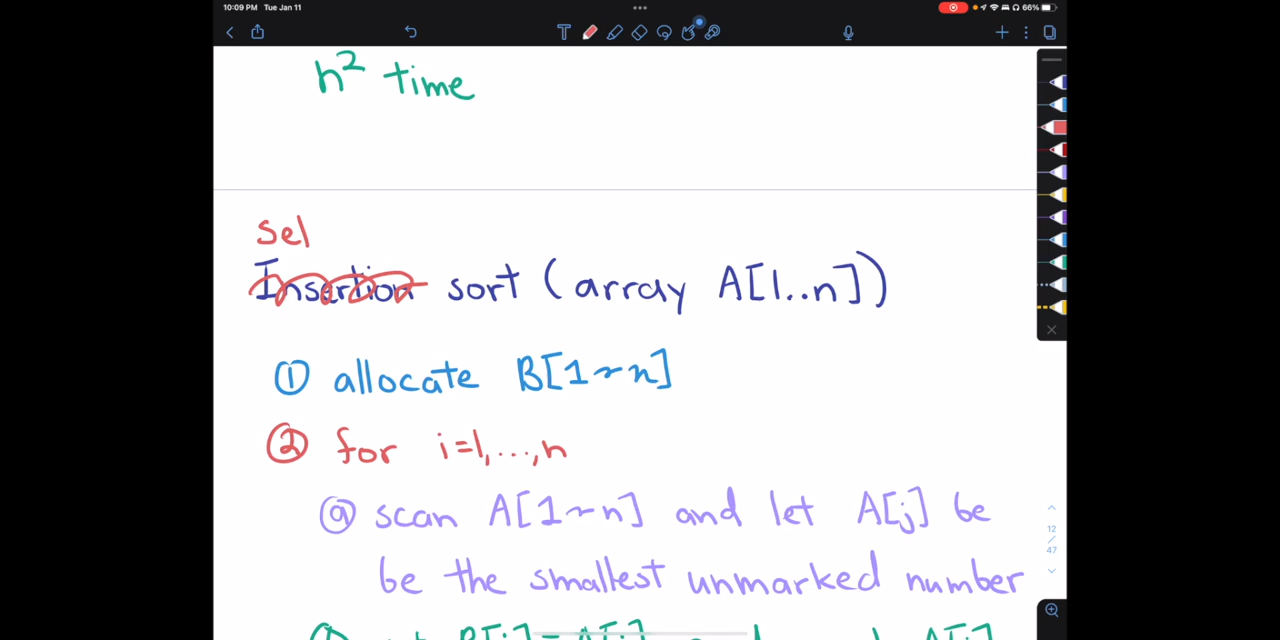 10:09 PM Tue Jan 11
66%
n² time
Sel
Insertion sort (array A[1..n])
① allocate B[1~n]
② for i=1,...,n
ⓐ scan A[1~n] and let A[j] be
be the smallest unmarked number
12
/
47
B[i]=A[j]
A[j]